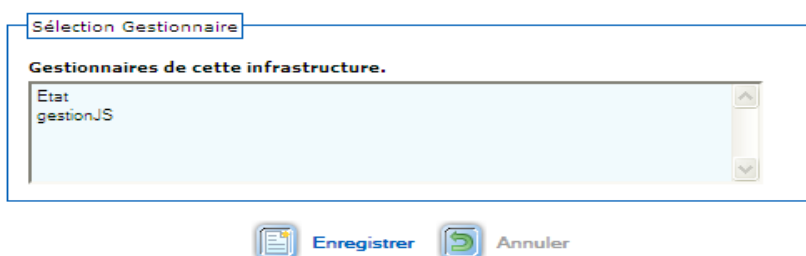 Sélection Gestionnaire
Gestionnaires de cette infrastructure.
Etat
gestionJS
Enregistrer Annuler